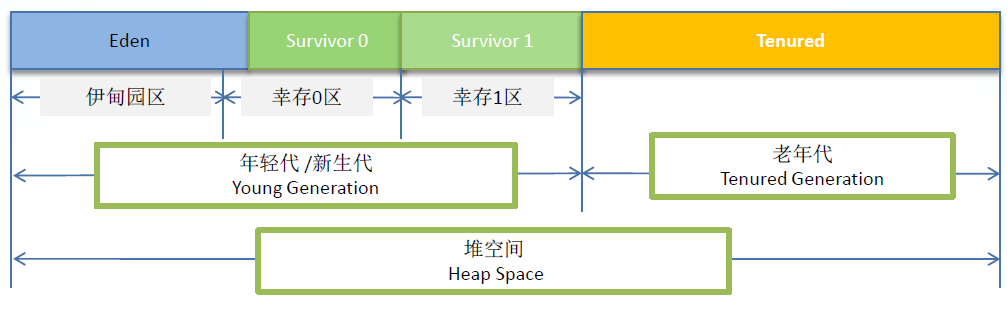 Eden
Survivor 0
Survivor 1
Tenured
伊甸园区
幸存0区
幸存1区
年轻代 /新生代
Young Generation
老年代
Tenured Generation
堆空间
Heap Space